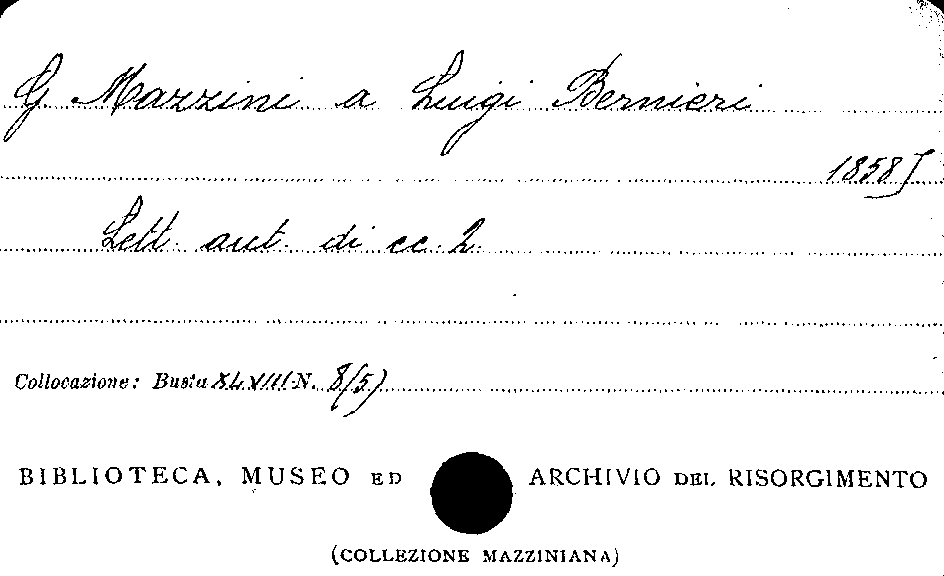 G Mazzini a Luigi Bernieri
1858]
Lett. aut. di cc. 2.
Collocazione: Busta XLVIII N. 8(5)
BIBLIOTECA, MUSEO ED ARCHIVIO DEL RISORGIMENTO
(COLLEZIONE MAZZINIANA)